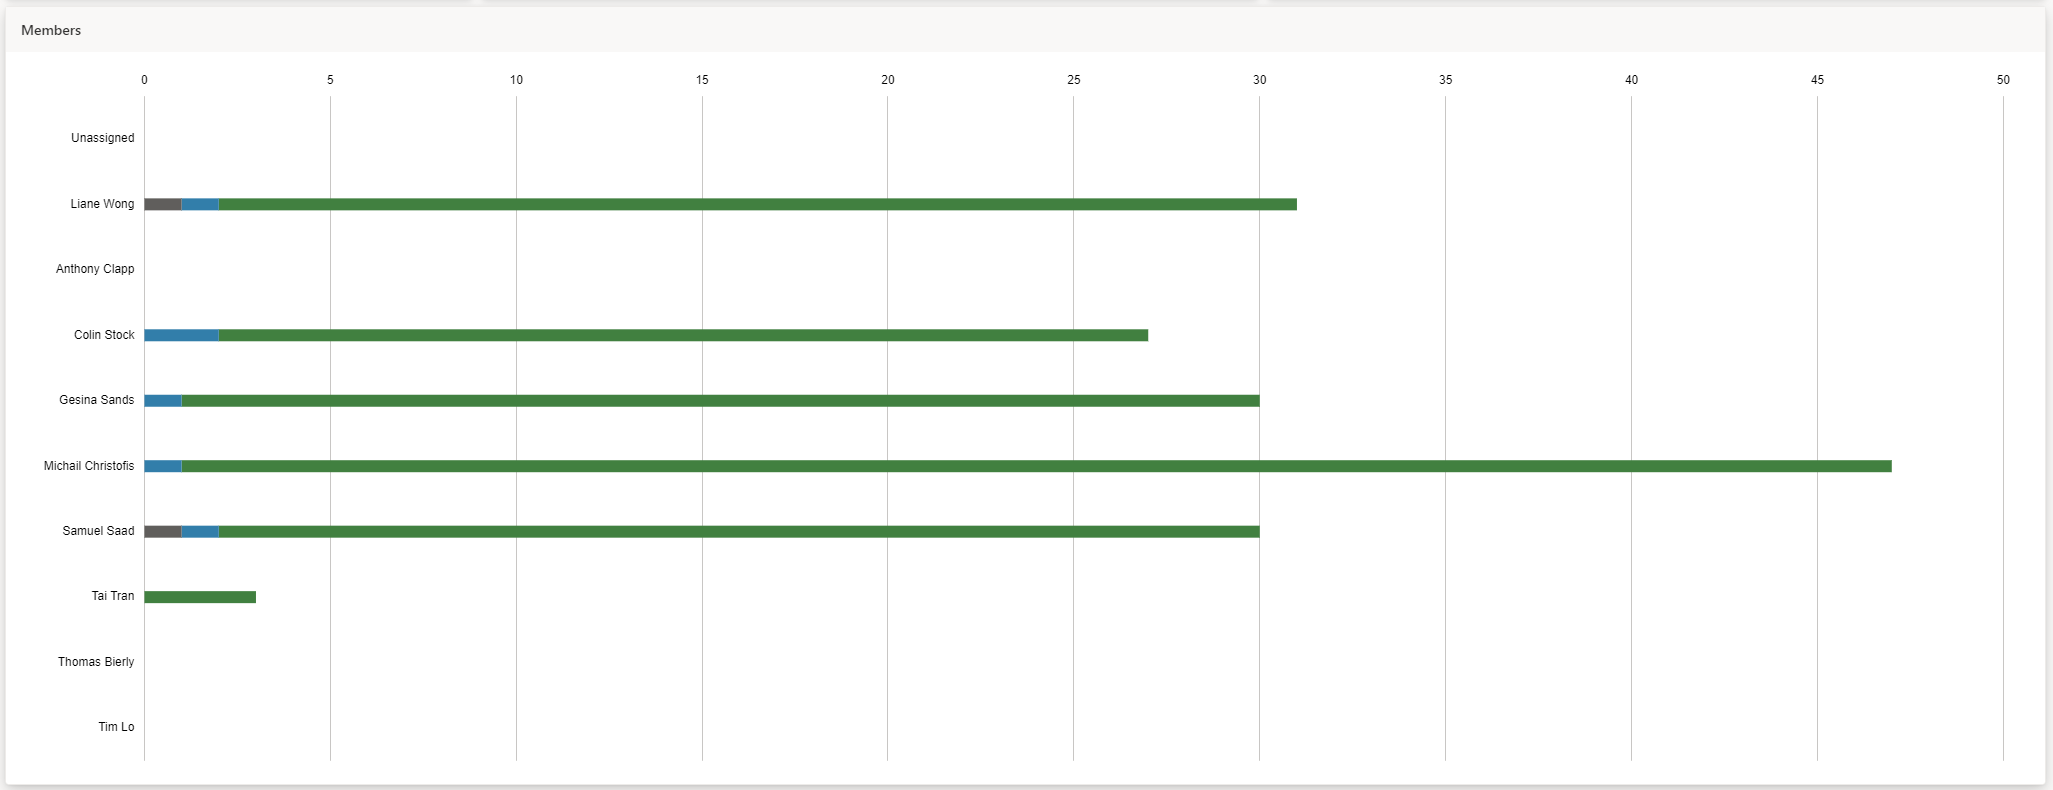 Members
0 5 10 15 20 25 30 35 40 45 50
Unassigned
Liane Wong
Anthony Clapp
Colin Stock
Gesina Sands
Michail Christofis
Samuel Saad
Tai Tran
Thomas Bierly
Tim Lo